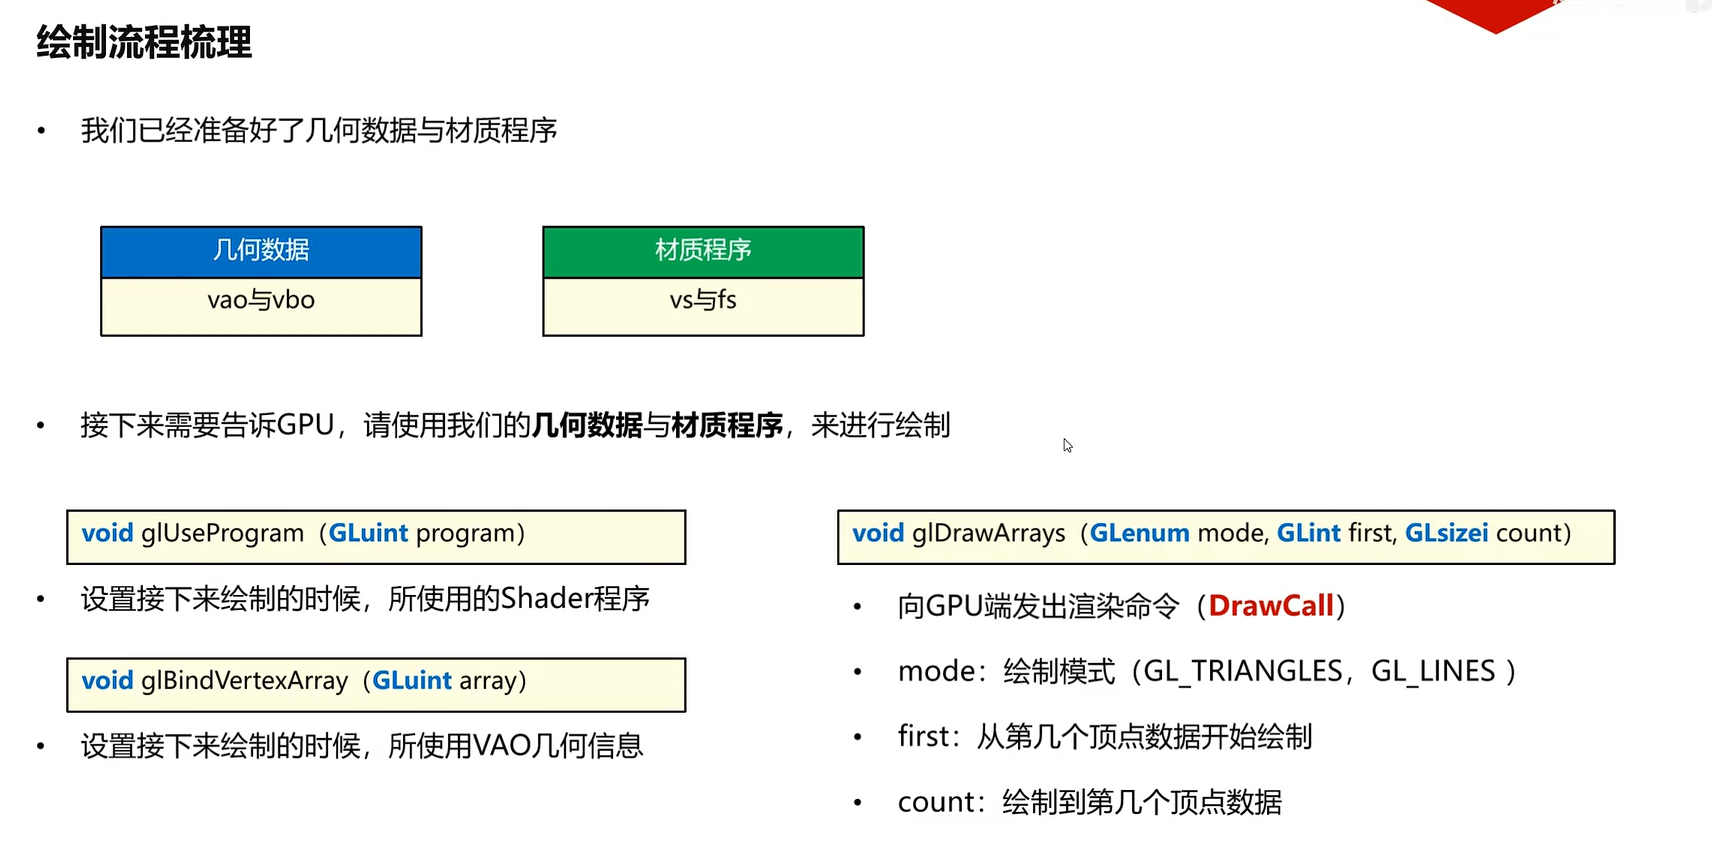 绘制流程梳理
• 我们已经准备好了几何数据与材质程序
几何数据
vao与vbo
材质程序
vs与fs
• 接下来需要告诉GPU，请使用我们的几何数据与材质程序，来进行绘制
void glUseProgram（GLuint program）
• 设置接下来绘制的时候，所使用的Shader程序
void glBindVertexArray（GLuint array）
• 设置接下来绘制的时候，所使用VAO几何信息
void glDrawArrays（GLenum mode, GLint first, GLsizei count）
• 向GPU端发出渲染命令（DrawCall）
• mode：绘制模式（GL_TRIANGLES，GL_LINES ）
• first：从第几个顶点数据开始绘制
• count：绘制到第几个顶点数据